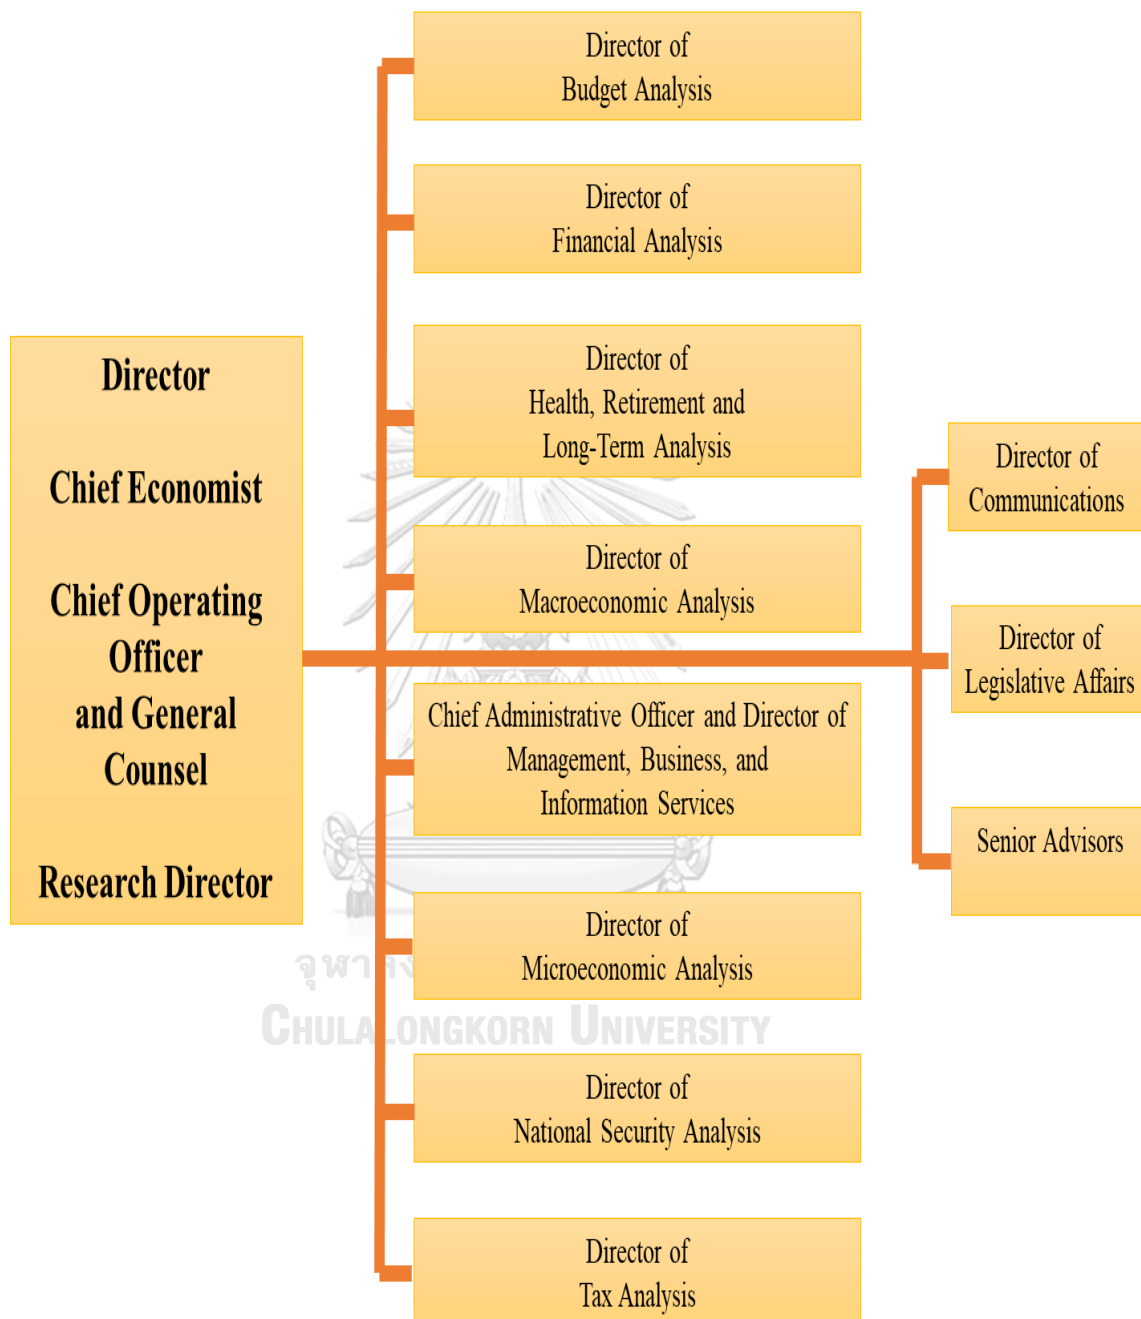 Director
Chief Economist
Chief Operating
Officer
and General
Counsel
Research Director
Director of
Budget Analysis
Director of
Financial Analysis
Director of
Health, Retirement and
Long-Term Analysis
Director of
Macroeconomic Analysis
Chief Administrative Officer and Director of
Management, Business, and
Information Services
Director of
Microeconomic Analysis
Director of
National Security Analysis
Director of
Tax Analysis
Director of
Communications
Director of
Legislative Affairs
Senior Advisors
CHULALONGKORN UNIVERSITY